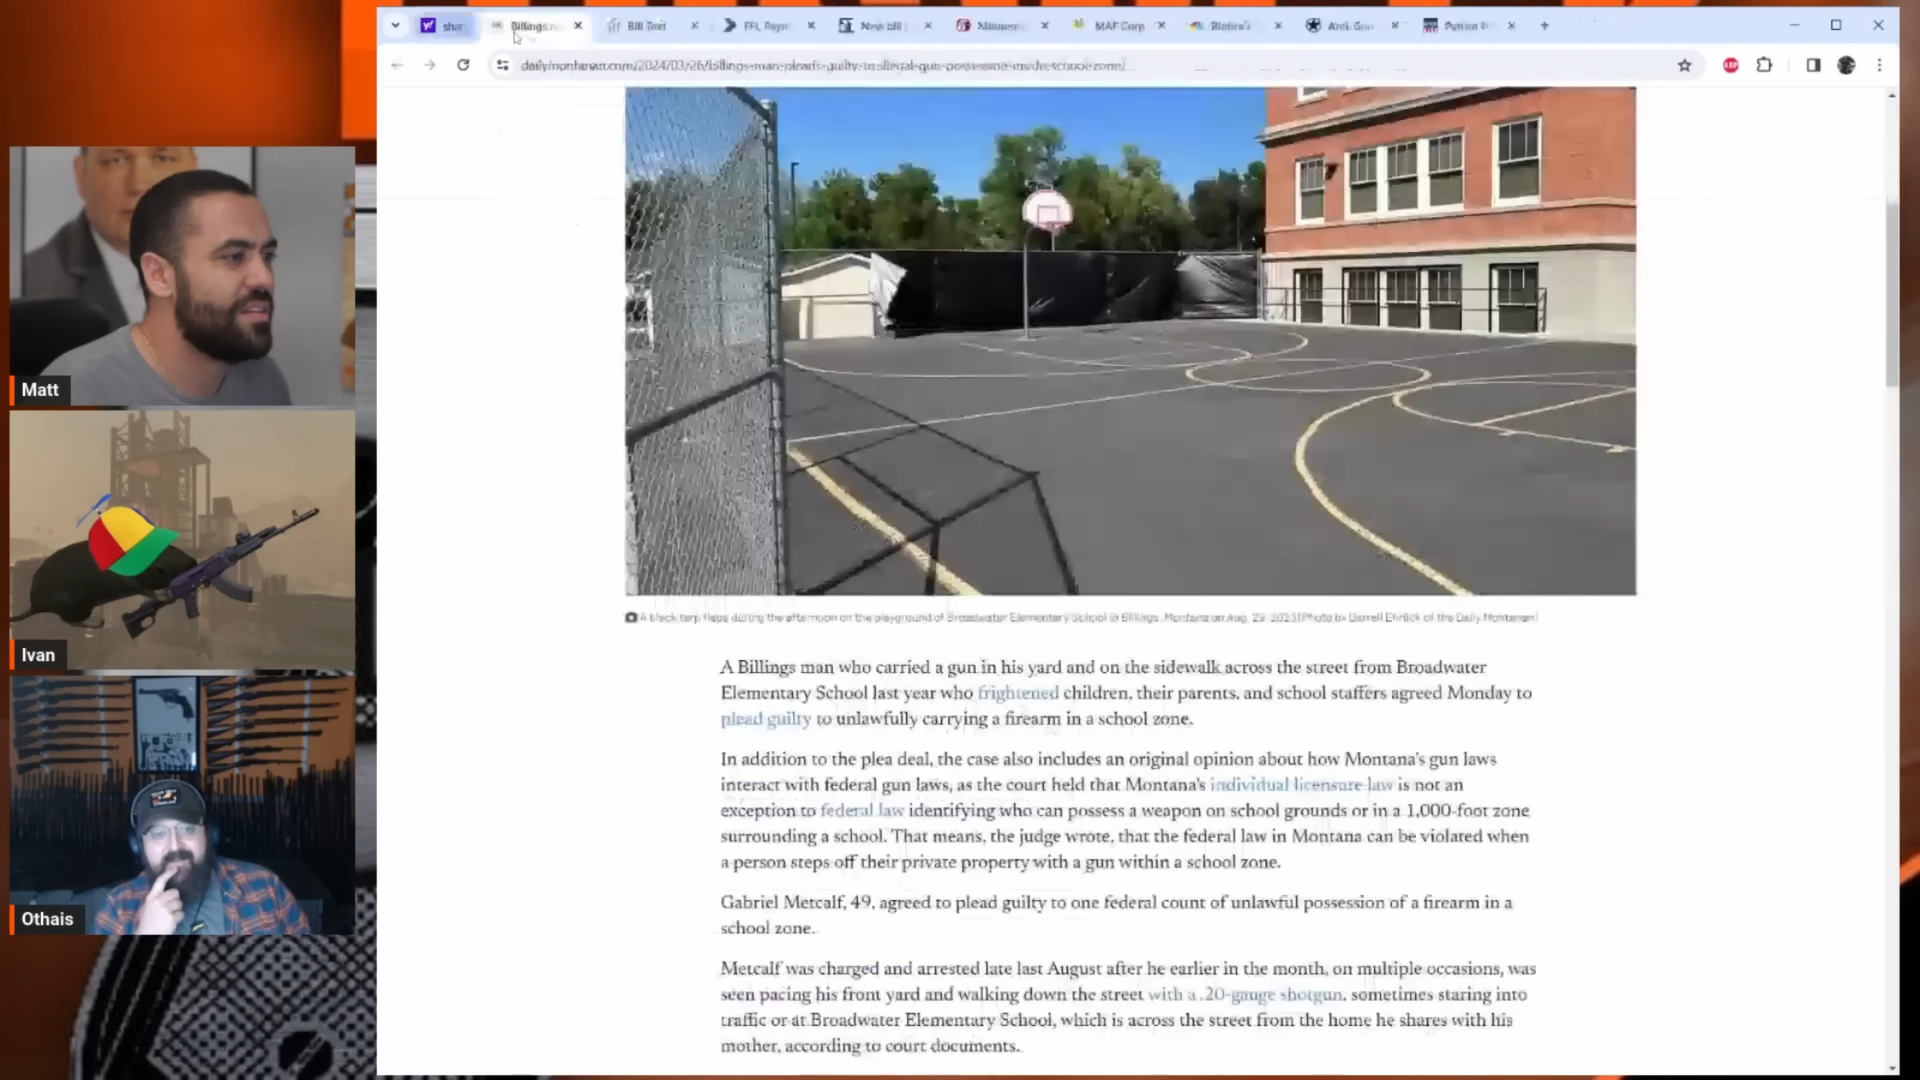 shar
Billings
Bill Text
FFL Paym
New bill
MAF Corp
Patriot P
dailymontanan.com/2024/03/26/billings-man-pleads-guilty-to-illegal-gun-possession-inside-school-zone/
ABP
Matt
Ivan
Othais
A black tarp flaps during the afternoon on the playground of Broadwater Elementary School in Billings, Montana on Aug. 29, 2023 (Photo by Darrell Ehrlick of the Daily Montanan)
A Billings man who carried a gun in his yard and on the sidewalk across the street from Broadwater
Elementary School last year who frightened children, their parents, and school staffers agreed Monday to
plead guilty to unlawfully carrying a firearm in a school zone.
In addition to the plea deal, the case also includes an original opinion about how Montana's gun laws
interact with federal gun laws, as the court held that Montana's individual licensure law is not an
exception to federal law identifying who can possess a weapon on school grounds or in a 1,000-foot zone
surrounding a school. That means, the judge wrote, that the federal law in Montana can be violated when
a person steps off their private property with a gun within a school zone.
Gabriel Metcalf, 49, agreed to plead guilty to one federal count of unlawful possession of a firearm in a
school zone.
Metcalf was charged and arrested late last August after he earlier in the month, on multiple occasions, was
seen pacing his front yard and walking down the street with a .20-gauge shotgun, sometimes staring into
traffic or at Broadwater Elementary School, which is across the street from the home he shares with his
mother, according to court documents.